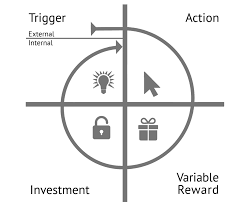 Trigger
Action
External
Internal
Investment
Variable
Reward